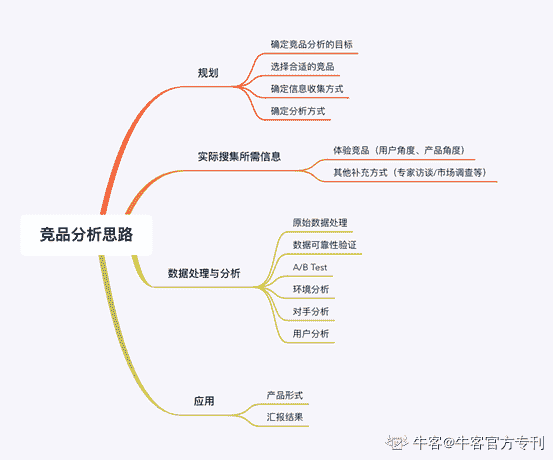 确定竞品分析的目标
选择合适的竞品
规划
确定信息收集方式
确定分析方式
体验竞品（用户角度、产品角度）
实际搜集所需信息
其他补充方式（专家访谈/市场调查等）
竞品分析思路
原始数据处理
数据可靠性验证
A/B Test
数据处理与分析
环境分析
对手分析
用户分析
产品形式
应用
汇报结果
牛客@牛客官方专刊